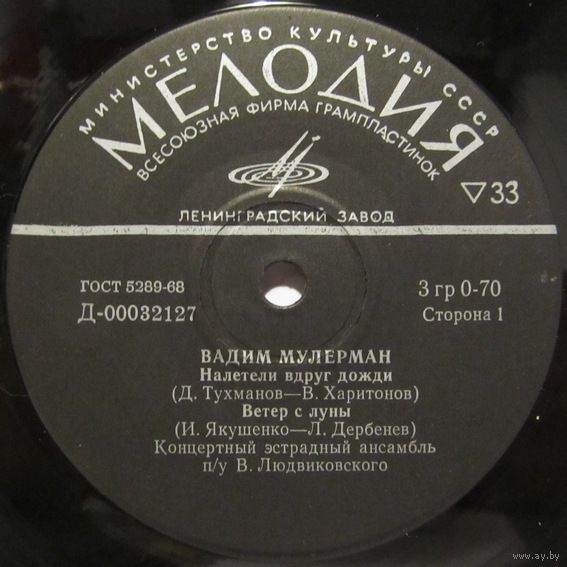 МИНИСТЕРСТВО КУЛЬТУРЫ СССР
МЕЛОДИЯ
ВСЕСОЮЗНАЯ ФИРМА ГРАМПЛАСТИНОК
▽33
ЛЕНИНГРАДСКИЙ ЗАВОД
ГОСТ 5289-68
3 гр 0-70
Д-00032127
Сторона 1
ВАДИМ МУЛЕРМАН
Налетели вдруг дожди
(Д. Тухманов—В. Харитонов)
Ветер с луны
(И. Якушенко—Л. Дербенев)
Концертный эстрадный ансамбль
п/у В. Людвиковского
www.ay.by